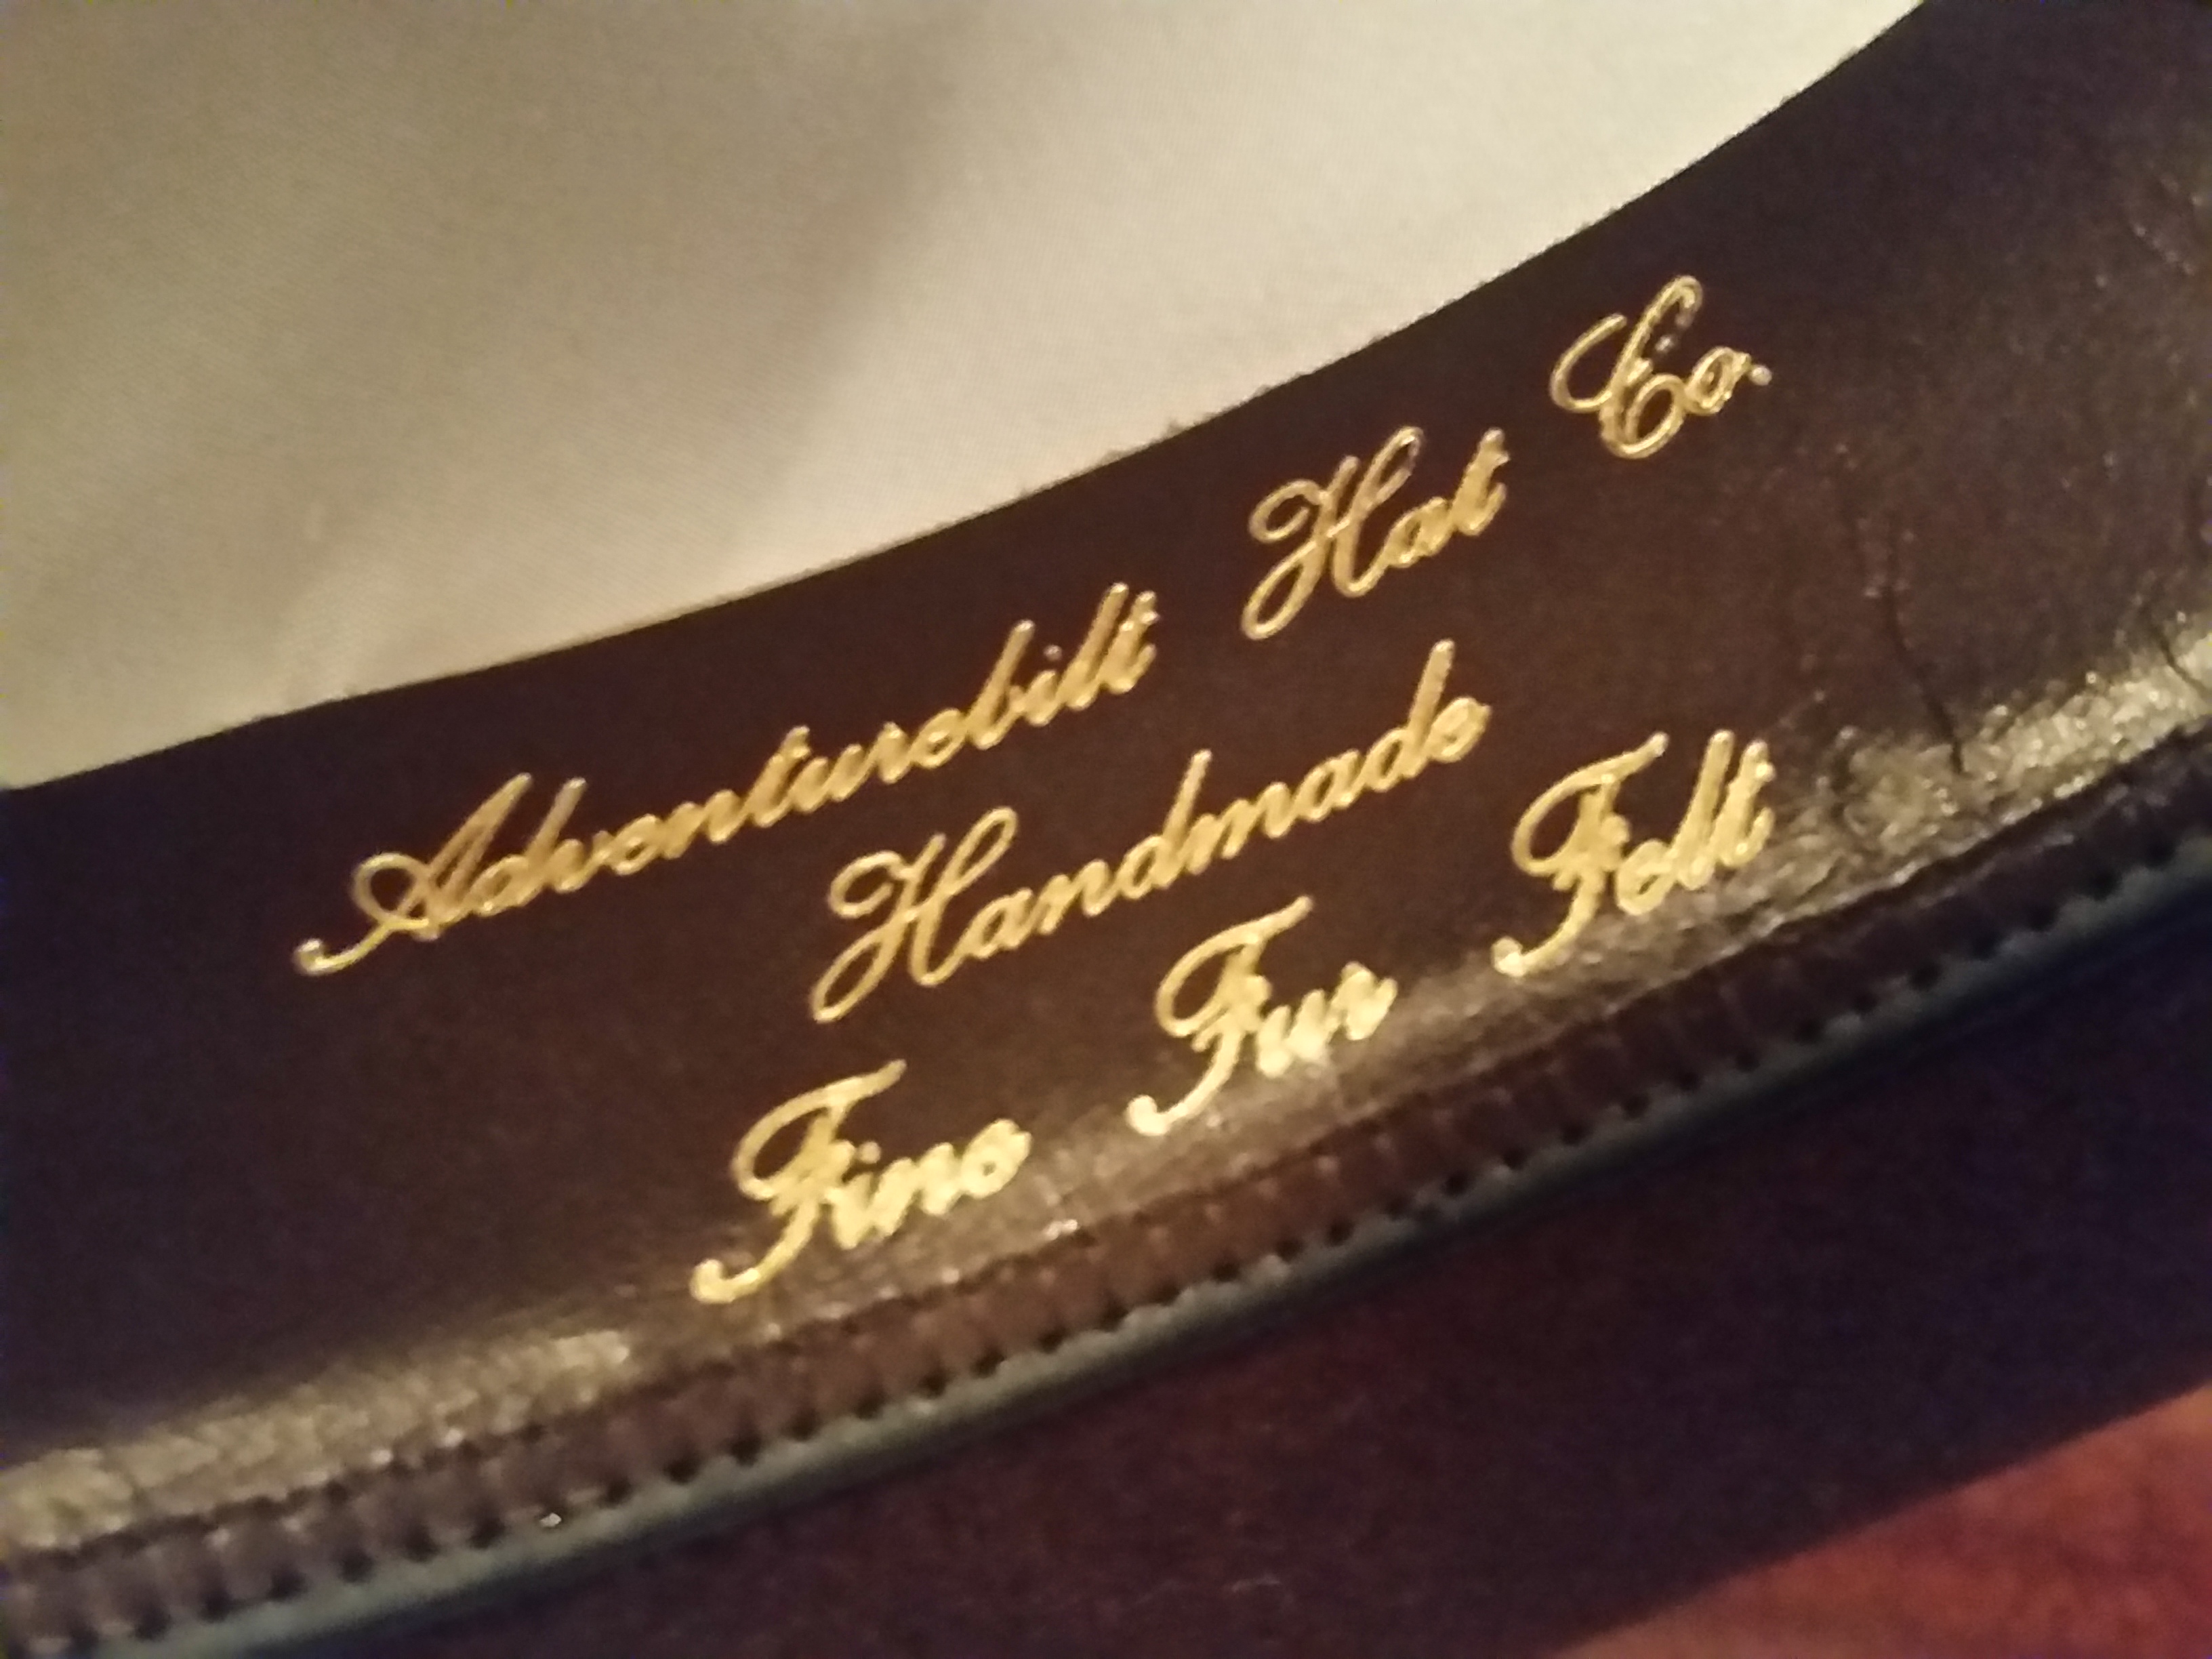 Adventurebilt Hat Co.
Handmade
Fine Fur Felt